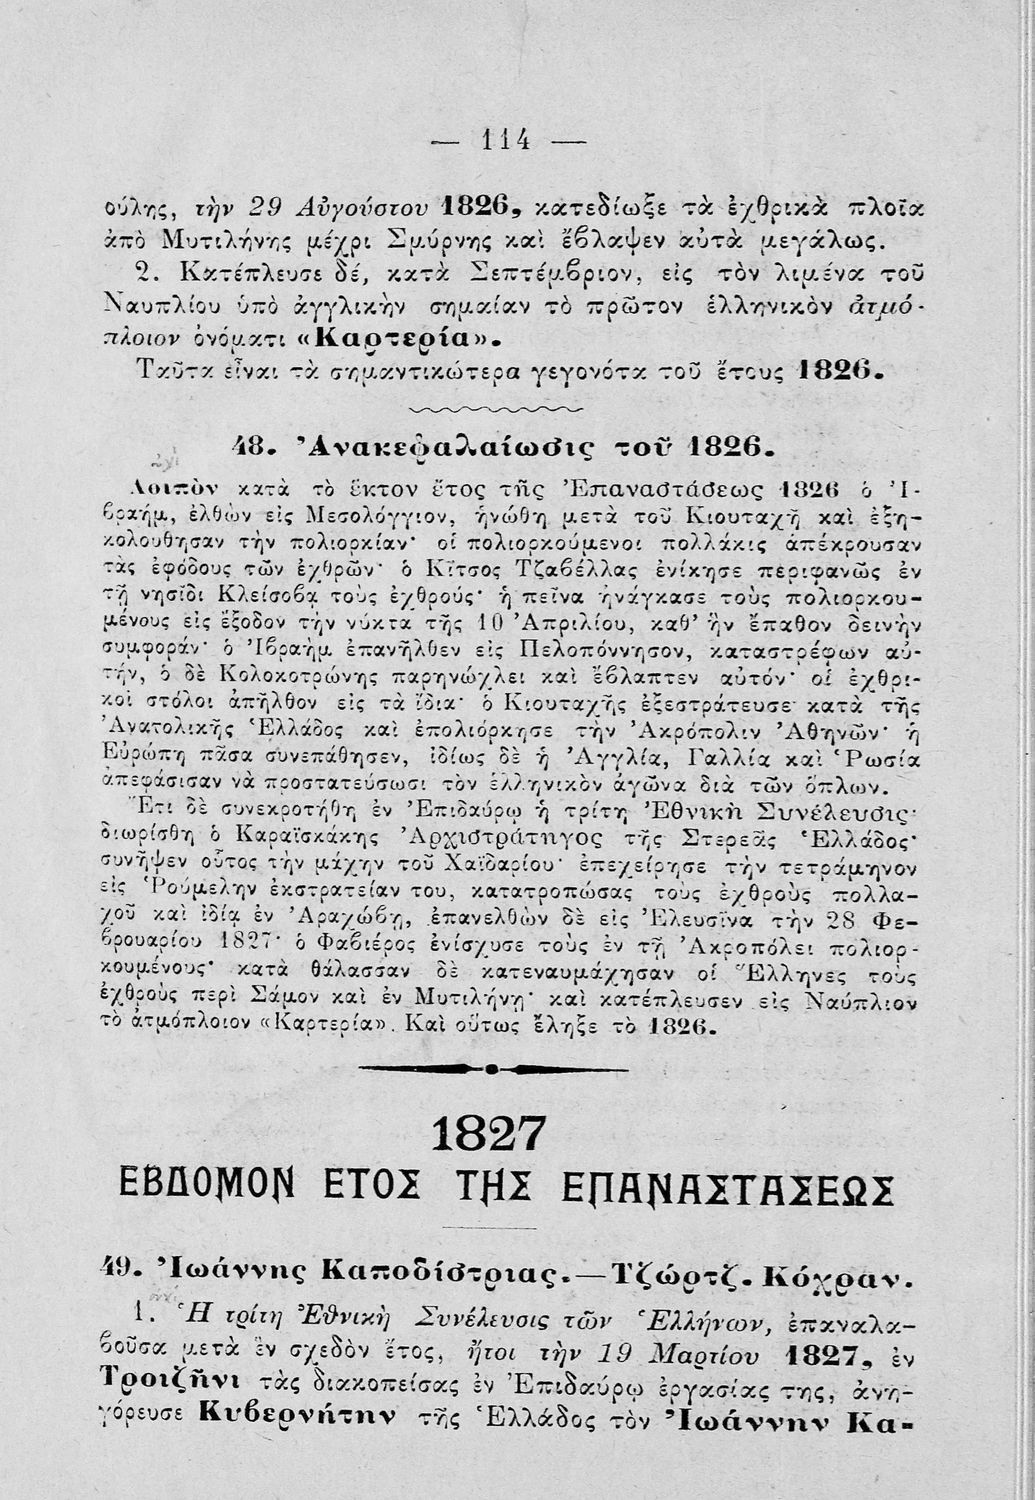 — 114 —
ούλης, τὴν 29 Αὐγούστου 1826, κατεδίωξε τὰ ἐχθρικὰ πλοῖα
ἀπὸ Μυτιλήνης μέχρι Σμύρνης καὶ ἔβλαψεν αὐτὰ μεγάλως.
2. Κατέπλευσε δέ, κατὰ Σεπτέμβριον, εἰς τὸν λιμένα τοῦ
Ναυπλίου ὑπὸ ἀγγλικὴν σημαίαν τὸ πρῶτον ἑλληνικὸν ἀτμό-
πλοιον ὀνόματι «Καρτερία».
Ταῦτα εἶναι τὰ σημαντικώτερα γεγονότα τοῦ ἔτους 1826.
48. Ἀνακεφαλαίωσις τοῦ 1826.
ὄχι
Λοιπὸν κατὰ τὸ ἕκτον ἔτος τῆς Ἐπαναστάσεως 1826 ὁ Ἰ-
βραήμ, ἐλθὼν εἰς Μεσολόγγιον, ἡνώθη μετὰ τοῦ Κιουταχῆ καὶ ἐξη-
κολούθησαν τὴν πολιορκίαν· οἱ πολιορκούμενοι πολλάκις ἀπέκρουσαν
τὰς ἐφόδους τῶν ἐχθρῶν· ὁ Κίτσος Τζαβέλλας ἐνίκησε περιφανῶς ἐν
τῇ νησῖδι Κλείσοβᾳ τοὺς ἐχθρούς· ἡ πεῖνα ἠνάγκασε τοὺς πολιορκου-
μένους εἰς ἔξοδον τὴν νύκτα τῆς 10 Ἀπριλίου, καθ' ἣν ἔπαθον δεινὴν
συμφοράν· ὁ Ἰβραὴμ ἐπανῆλθεν εἰς Πελοπόννησον, καταστρέφων αὐ-
τήν, ὁ δὲ Κολοκοτρώνης παρηνώχλει καὶ ἔβλαπτεν αὐτόν· οἱ ἐχθρι-
κοὶ στόλοι ἀπῆλθον εἰς τὰ ἴδια· ὁ Κιουταχῆς ἐξεστράτευσε κατὰ τῆς
Ἀνατολικῆς Ἑλλάδος καὶ ἐπολιόρκησε τὴν Ἀκρόπολιν Ἀθηνῶν· ἡ
Εὐρώπη πᾶσα συνεπάθησεν, ἰδίως δὲ ἡ Ἀγγλία, Γαλλία καὶ Ῥωσία
ἀπεφάσισαν νὰ προστατεύσωσι τὸν ἑλληνικὸν ἀγῶνα διὰ τῶν ὅπλων.
Ἔτι δὲ συνεκροτήθη ἐν Ἐπιδαύρῳ ἡ τρίτη Ἐθνικὴ Συνέλευσις·
διωρίσθη ὁ Καραϊσκάκης Ἀρχιστράτηγος τῆς Στερεᾶς Ἑλλάδος·
συνῆψεν οὗτος τὴν μάχην τοῦ Χαϊδαρίου· ἐπεχείρησε τὴν τετράμηνον
εἰς Ῥούμελην ἐκστρατείαν του, κατατροπώσας τοὺς ἐχθροὺς πολλα-
χοῦ καὶ ἰδίᾳ ἐν Ἀραχώβῃ, ἐπανελθὼν δὲ εἰς Ἐλευσῖνα τὴν 28 Φε-
βρουαρίου 1827· ὁ Φαβιέρος ἐνίσχυσε τοὺς ἐν τῇ Ἀκροπόλει πολιορ-
κουμένους· κατὰ θάλασσαν δὲ κατεναυμάχησαν οἱ Ἕλληνες τοὺς
ἐχθροὺς περὶ Σάμον καὶ ἐν Μυτιλήνῃ· καὶ κατέπλευσεν εἰς Ναύπλιον
τὸ ἀτμόπλοιον «Καρτερία». Καὶ οὕτως ἔληξε τὸ 1826.
1827
ΕΒΔΟΜΟΝ ΕΤΟΣ ΤΗΣ ΕΠΑΝΑΣΤΑΣΕΩΣ
49. Ἰωάννης Καποδίστριας.—Τζώρτζ. Κόχραν.
ὄχι
1. Ἡ τρίτη Ἐθνικὴ Συνέλευσις τῶν Ἑλλήνων, ἐπαναλα-
βοῦσα μετὰ ἓν σχεδὸν ἔτος, ἤτοι τὴν 19 Μαρτίου 1827, ἐν
Τροιζῆνι τὰς διακοπείσας ἐν Ἐπιδαύρῳ ἐργασίας της, ἀνη-
γόρευσε Κυβερνήτην τῆς Ἑλλάδος τὸν Ἰωάννην Κα-